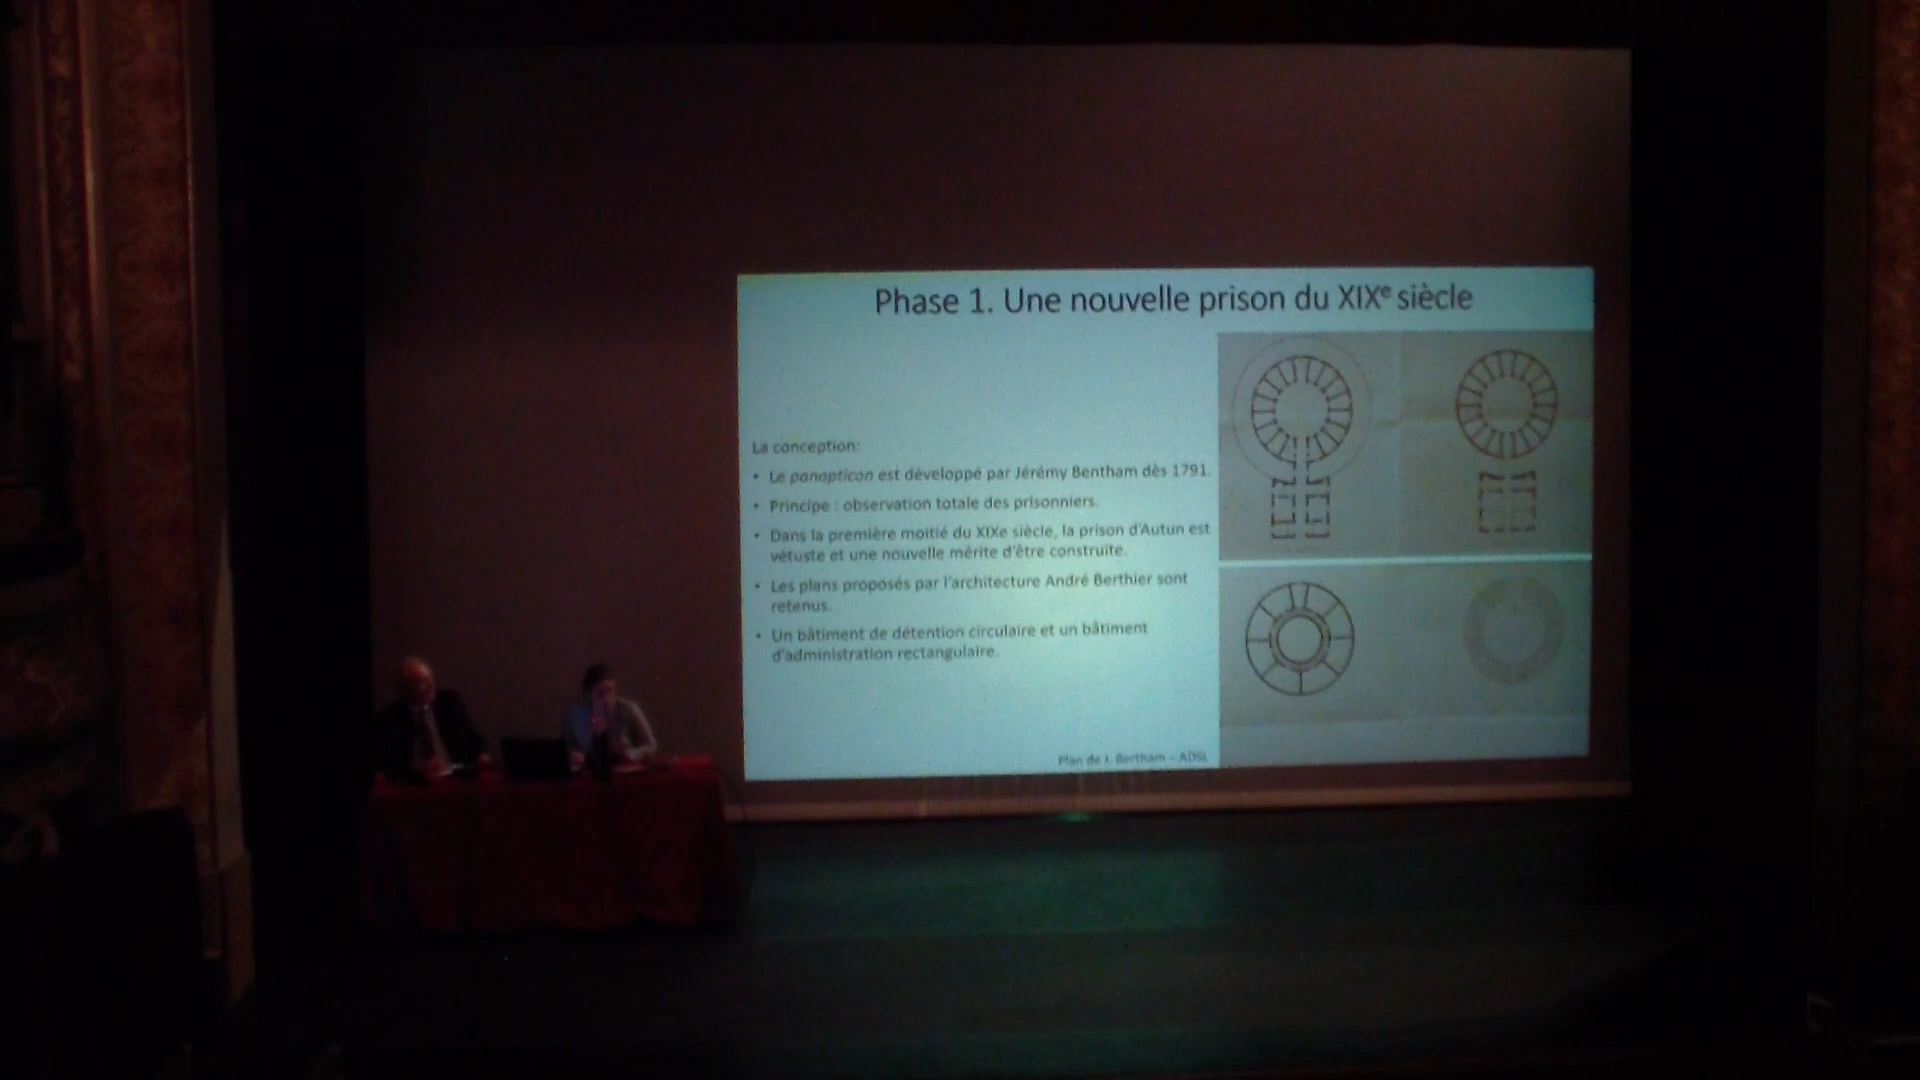 Phase 1. Une nouvelle prison du XIXe siècle
La conception:
• Le panopticon est développé par Jérémy Bentham dès 1791.
• Principe : observation totale des prisonniers.
• Dans la première moitié du XIXe siècle, la prison d'Autun est
vétuste et une nouvelle mérite d'être construite.
• Les plans proposés par l'architecture André Berthier sont
retenus.
• Un bâtiment de détention circulaire et un bâtiment
d'administration rectangulaire.
Plan de J. Bertham – ADSL